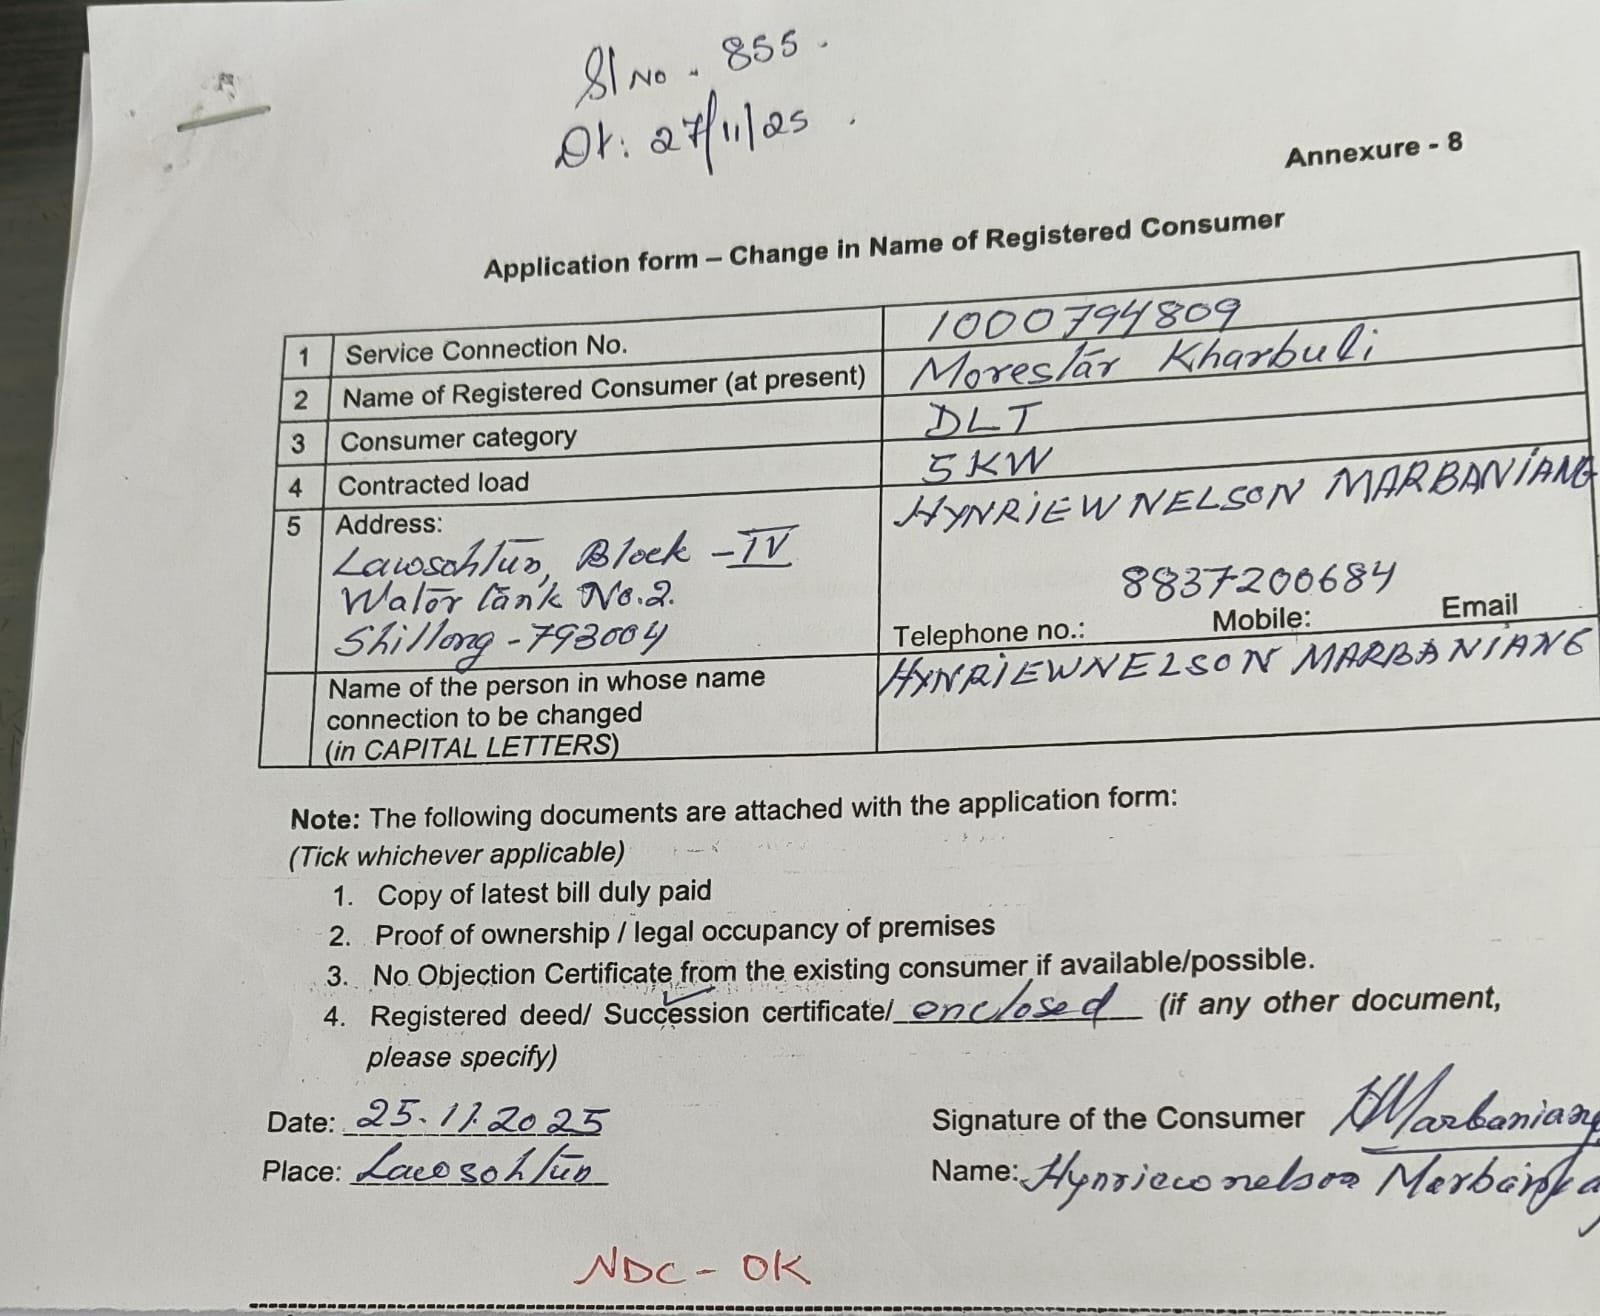 Sl No. 855.
Dt: 27/11/25.
Annexure - 8
Application form – Change in Name of Registered Consumer
1 Service Connection No. 1000794809
2 Name of Registered Consumer (at present) Morestar Kharbuli
3 Consumer category DLT
4 Contracted load 5KW
5 Address: HYNRiEWNELSON MARBANiANG
Lawsohtun, Block - IV
Water tank No.2.
Shillong - 793004
8837200684
Telephone no.: Mobile: Email
Name of the person in whose name HYNRiEWNELSON MARBANIANG
connection to be changed
(in CAPITAL LETTERS)
Note: The following documents are attached with the application form:
(Tick whichever applicable)
1. Copy of latest bill duly paid
2. Proof of ownership / legal occupancy of premises
3. No Objection Certificate from the existing consumer if available/possible.
4. Registered deed/ Succession certificate/ enclosed (if any other document,
please specify)
Date: 25.11.2025 Signature of the Consumer HMarbaniang
Place: Lawsohtun Name: Hynriewnelson
NDC - OK